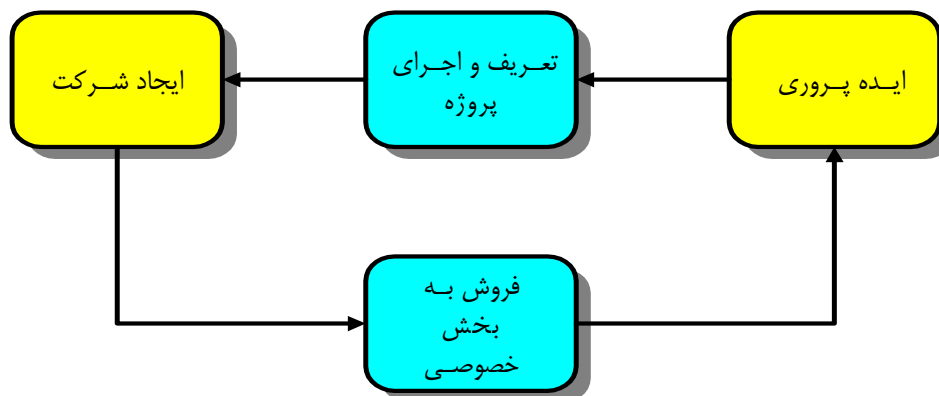 ایده پروری
تعریف و اجرای
پروژه
ایجاد شرکت
فروش به
بخش
خصوصی